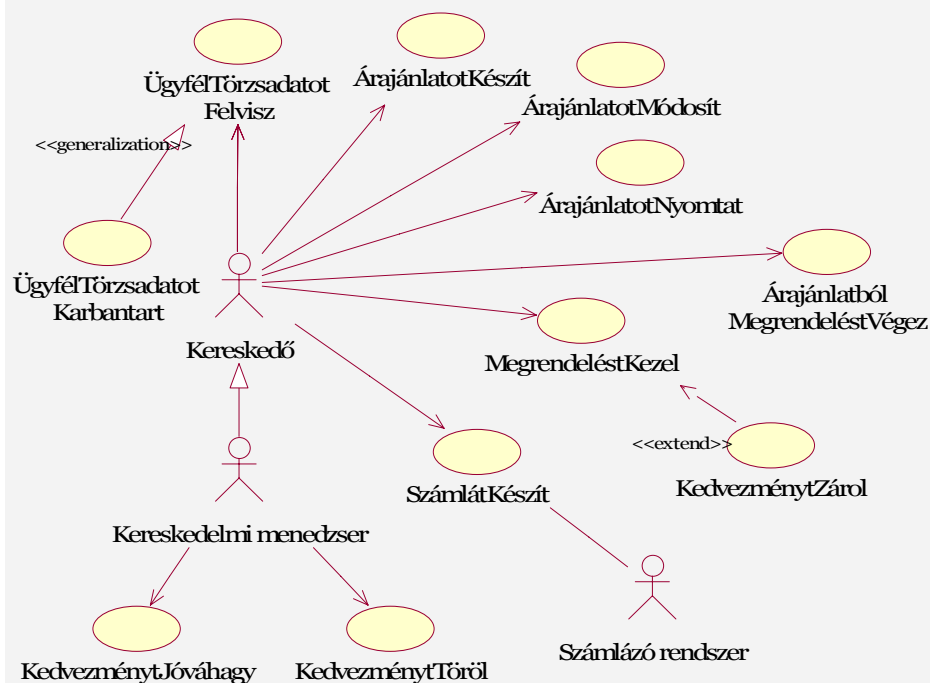 ÜgyfélTörzsadatot
Felvisz
ÁrajánlatotKészít
ÁrajánlatotMódosít
<<generalization>>
ÁrajánlatotNyomtat
ÜgyfélTörzsadatot
Karbantart
Árajánlatból
MegrendeléstVégez
Kereskedő
MegrendeléstKezel
<<extend>>
KedvezménytZárol
SzámlátKészít
Kereskedelmi menedzser
Számlázó rendszer
KedvezménytJóváhagy
KedvezménytTöröl